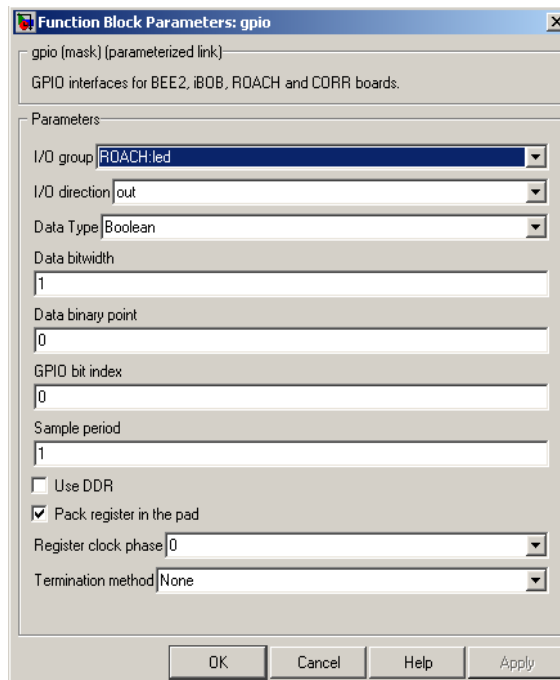 Function Block Parameters: gpio
gpio (mask) (parameterized link)
GPIO interfaces for BEE2, iBOB, ROACH and CORR boards.
Parameters
I/O group ROACH:led
I/O direction out
Data Type Boolean
Data bitwidth
1
Data binary point
0
GPIO bit index
0
Sample period
1
Use DDR
Pack register in the pad
Register clock phase 0
Termination method None
OK Cancel Help Apply